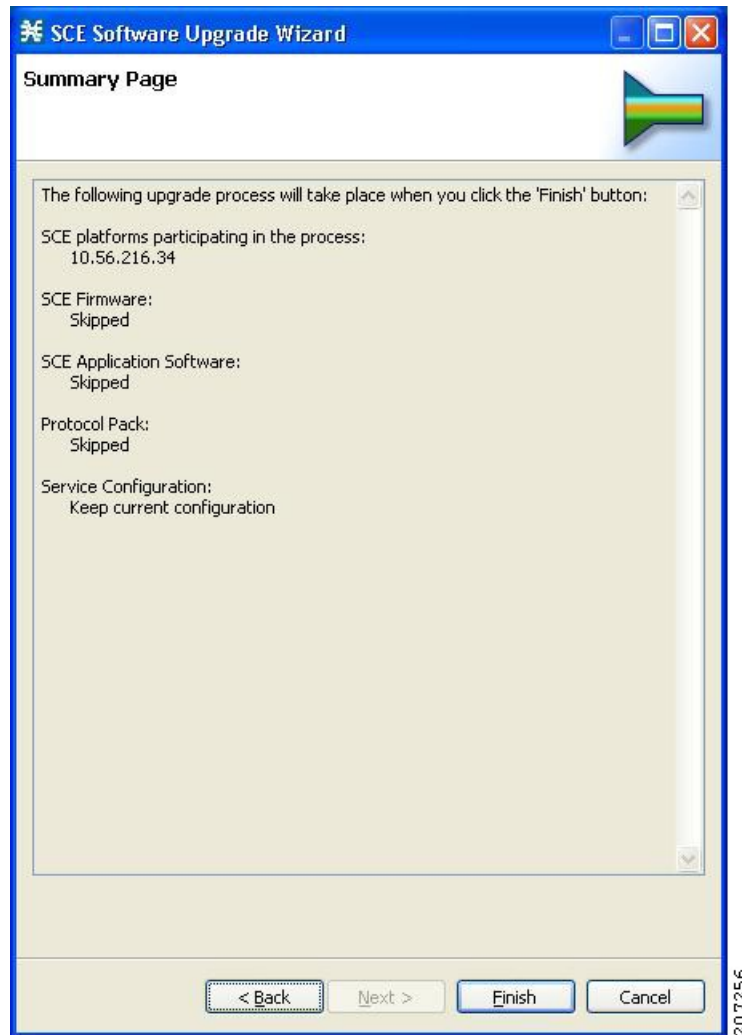 SCE Software Upgrade Wizard
Summary Page
The following upgrade process will take place when you click the 'Finish' button:
SCE platforms participating in the process:
10.56.216.34
SCE Firmware:
Skipped
SCE Application Software:
Skipped
Protocol Pack:
Skipped
Service Configuration:
Keep current configuration
< Back
Next >
Finish
Cancel
207256